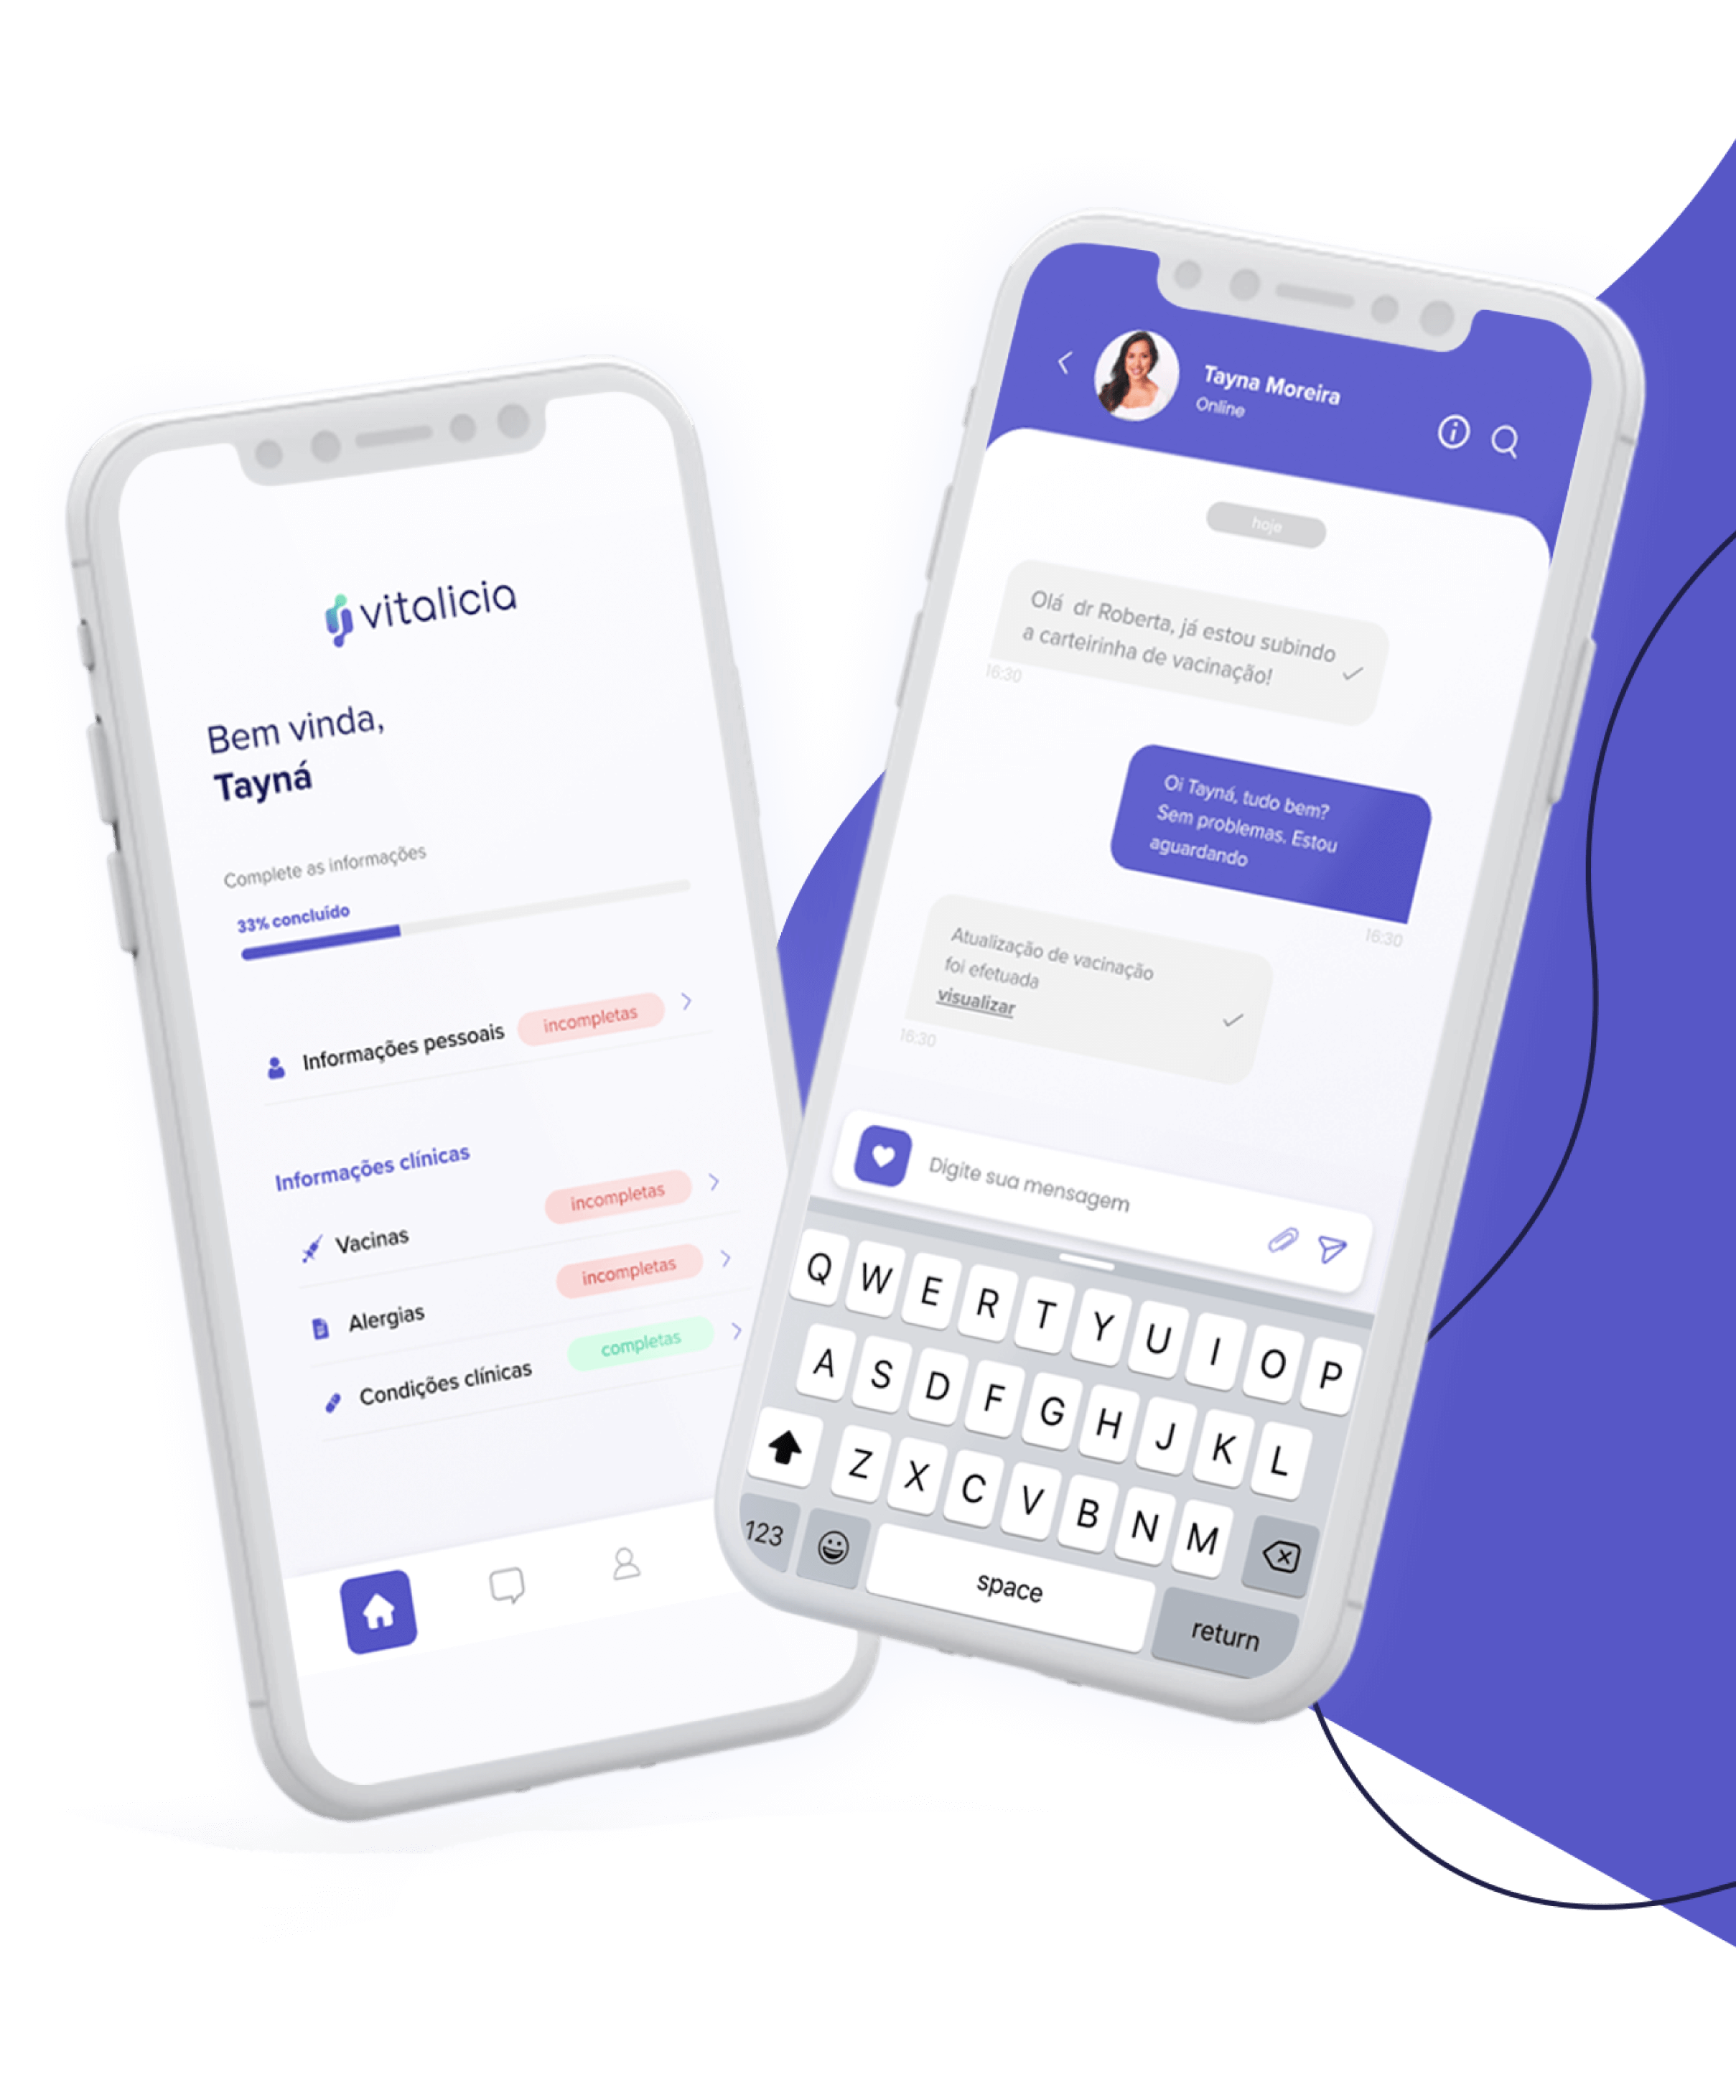 vitalicia
Bem vinda,
Tayná
Complete as informações
33% concluído
Informações pessoais
incompletas
Informações clínicas
Vacinas
incompletas
Alergias
incompletas
Condições clínicas
completas
Tayna Moreira
Online
hoje
Olá dr Roberta, já estou subindo
a carteirinha de vacinação!
16:30
Oi Tayná, tudo bem?
Sem problemas. Estou
aguardando
16:30
Atualização de vacinação
foi efetuada
visualizar
16:30
Digite sua mensagem
Q W E R T Y U I O P
A S D F G H J K L
Z X C V B N M
123
space
return